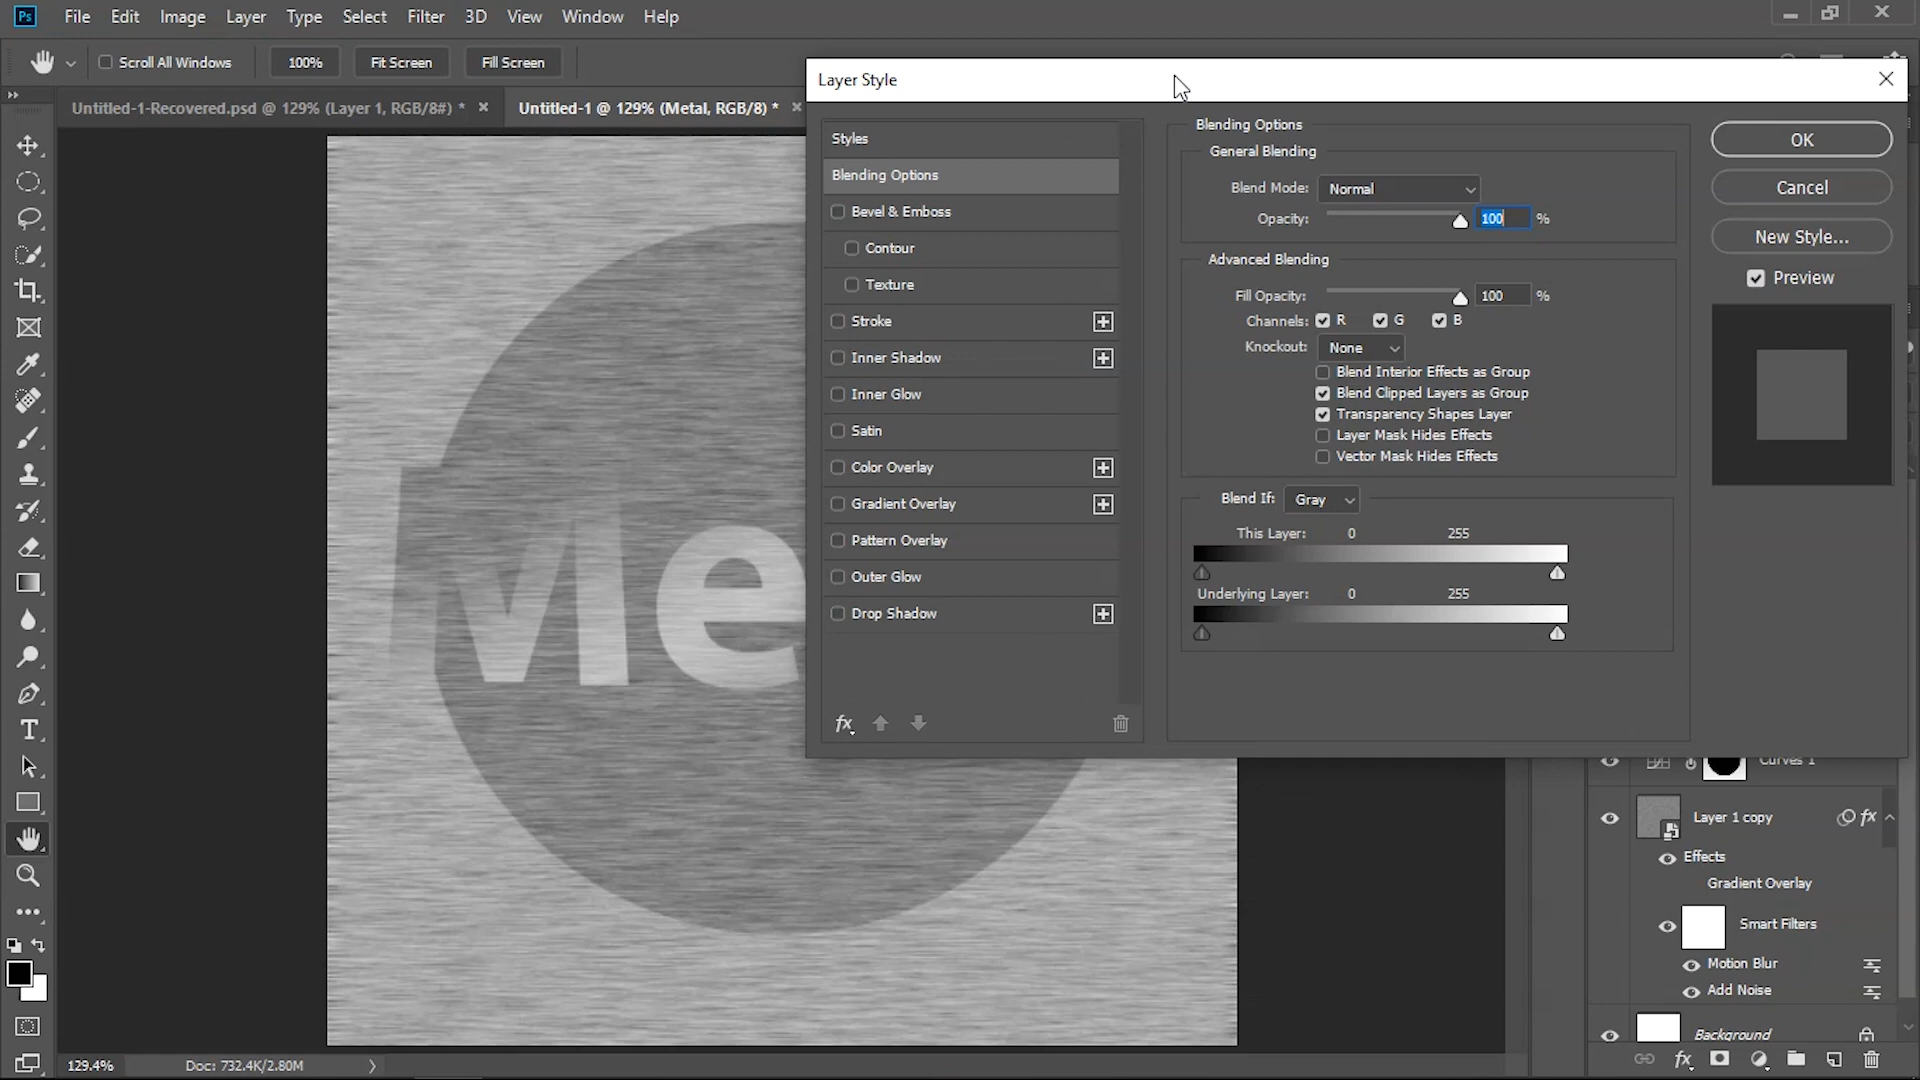 Ps File Edit Image Layer Type Select Filter 3D View Window Help
Scroll All Windows 100% Fit Screen Fill Screen
Untitled-1-Recovered.psd @ 129% (Layer 1, RGB/8#) * Untitled-1 @ 129% (Metal, RGB/8) *
Layer Style
Styles
Blending Options
Bevel & Emboss
Contour
Texture
Stroke
Inner Shadow
Inner Glow
Satin
Color Overlay
Gradient Overlay
Pattern Overlay
Outer Glow
Drop Shadow
fx
Blending Options
General Blending
Blend Mode: Normal
Opacity: 100 %
Advanced Blending
Fill Opacity: 100 %
Channels: R G B
Knockout: None
Blend Interior Effects as Group
Blend Clipped Layers as Group
Transparency Shapes Layer
Layer Mask Hides Effects
Vector Mask Hides Effects
Blend If: Gray
This Layer: 0 255
Underlying Layer: 0 255
OK
Cancel
New Style...
Preview
Me
Curves 1
Layer 1 copy fx
Effects
Gradient Overlay
Smart Filters
Motion Blur
Add Noise
Background
fx
129.4% Doc: 732.4K/2.80M